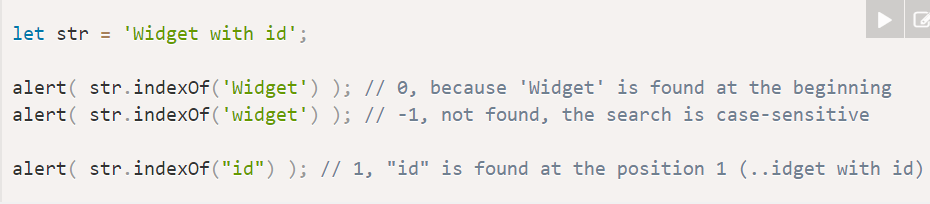 let str = 'Widget with id';
alert( str.indexOf('Widget') ); // 0, because 'Widget' is found at the beginning
alert( str.indexOf('widget') ); // -1, not found, the search is case-sensitive
alert( str.indexOf("id") ); // 1, "id" is found at the position 1 (..idget with id)